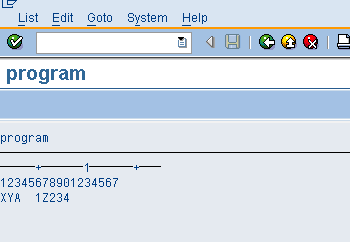 List Edit Goto System Help
program
program
------+-------1-------+----
12345678901234567
XYA  1Z234